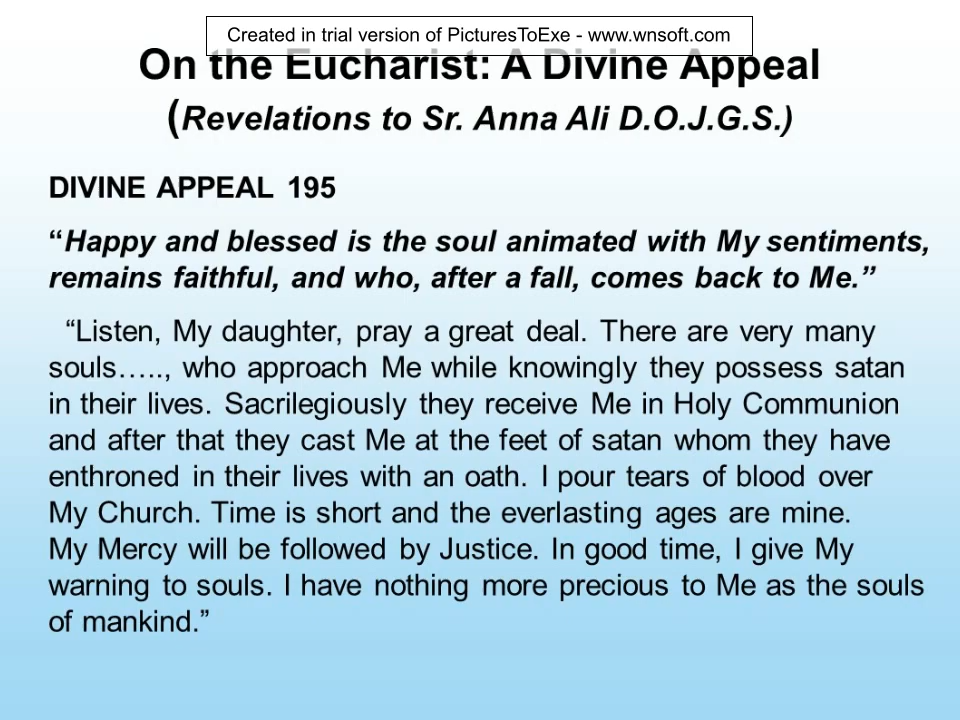 Created in trial version of PicturesToExe - www.wnsoft.com
On the Eucharist: A Divine Appeal
(Revelations to Sr. Anna Ali D.O.J.G.S.)
DIVINE APPEAL 195
“Happy and blessed is the soul animated with My sentiments,
remains faithful, and who, after a fall, comes back to Me.”
“Listen, My daughter, pray a great deal. There are very many
souls….., who approach Me while knowingly they possess satan
in their lives. Sacrilegiously they receive Me in Holy Communion
and after that they cast Me at the feet of satan whom they have
enthroned in their lives with an oath. I pour tears of blood over
My Church. Time is short and the everlasting ages are mine.
My Mercy will be followed by Justice. In good time, I give My
warning to souls. I have nothing more precious to Me as the souls
of mankind.”